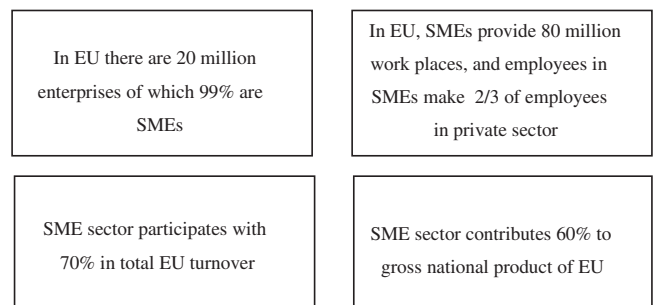 In EU there are 20 million
enterprises of which 99% are
SMEs
In EU, SMEs provide 80 million
work places, and employees in
SMEs make 2/3 of employees
in private sector
SME sector participates with
70% in total EU turnover
SME sector contributes 60% to
gross national product of EU